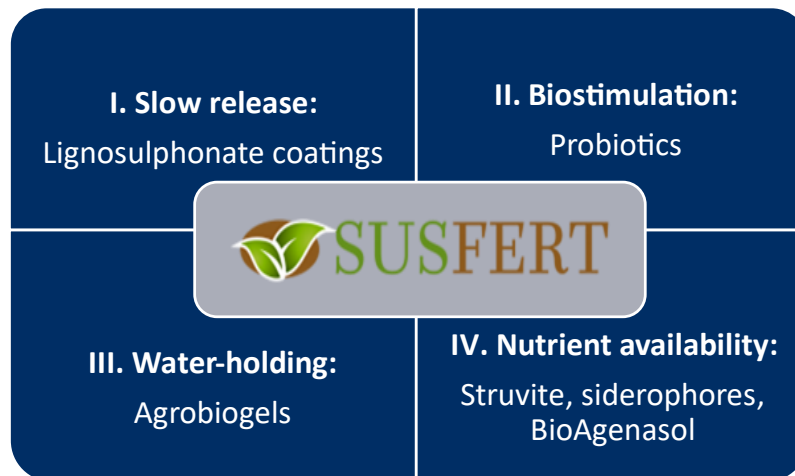 I. Slow release:
Lignosulphonate coatings
II. Biostimulation:
Probiotics
SUSFERT
III. Water-holding:
Agrobiogels
IV. Nutrient availability:
Struvite, siderophores,
BioAgenasol